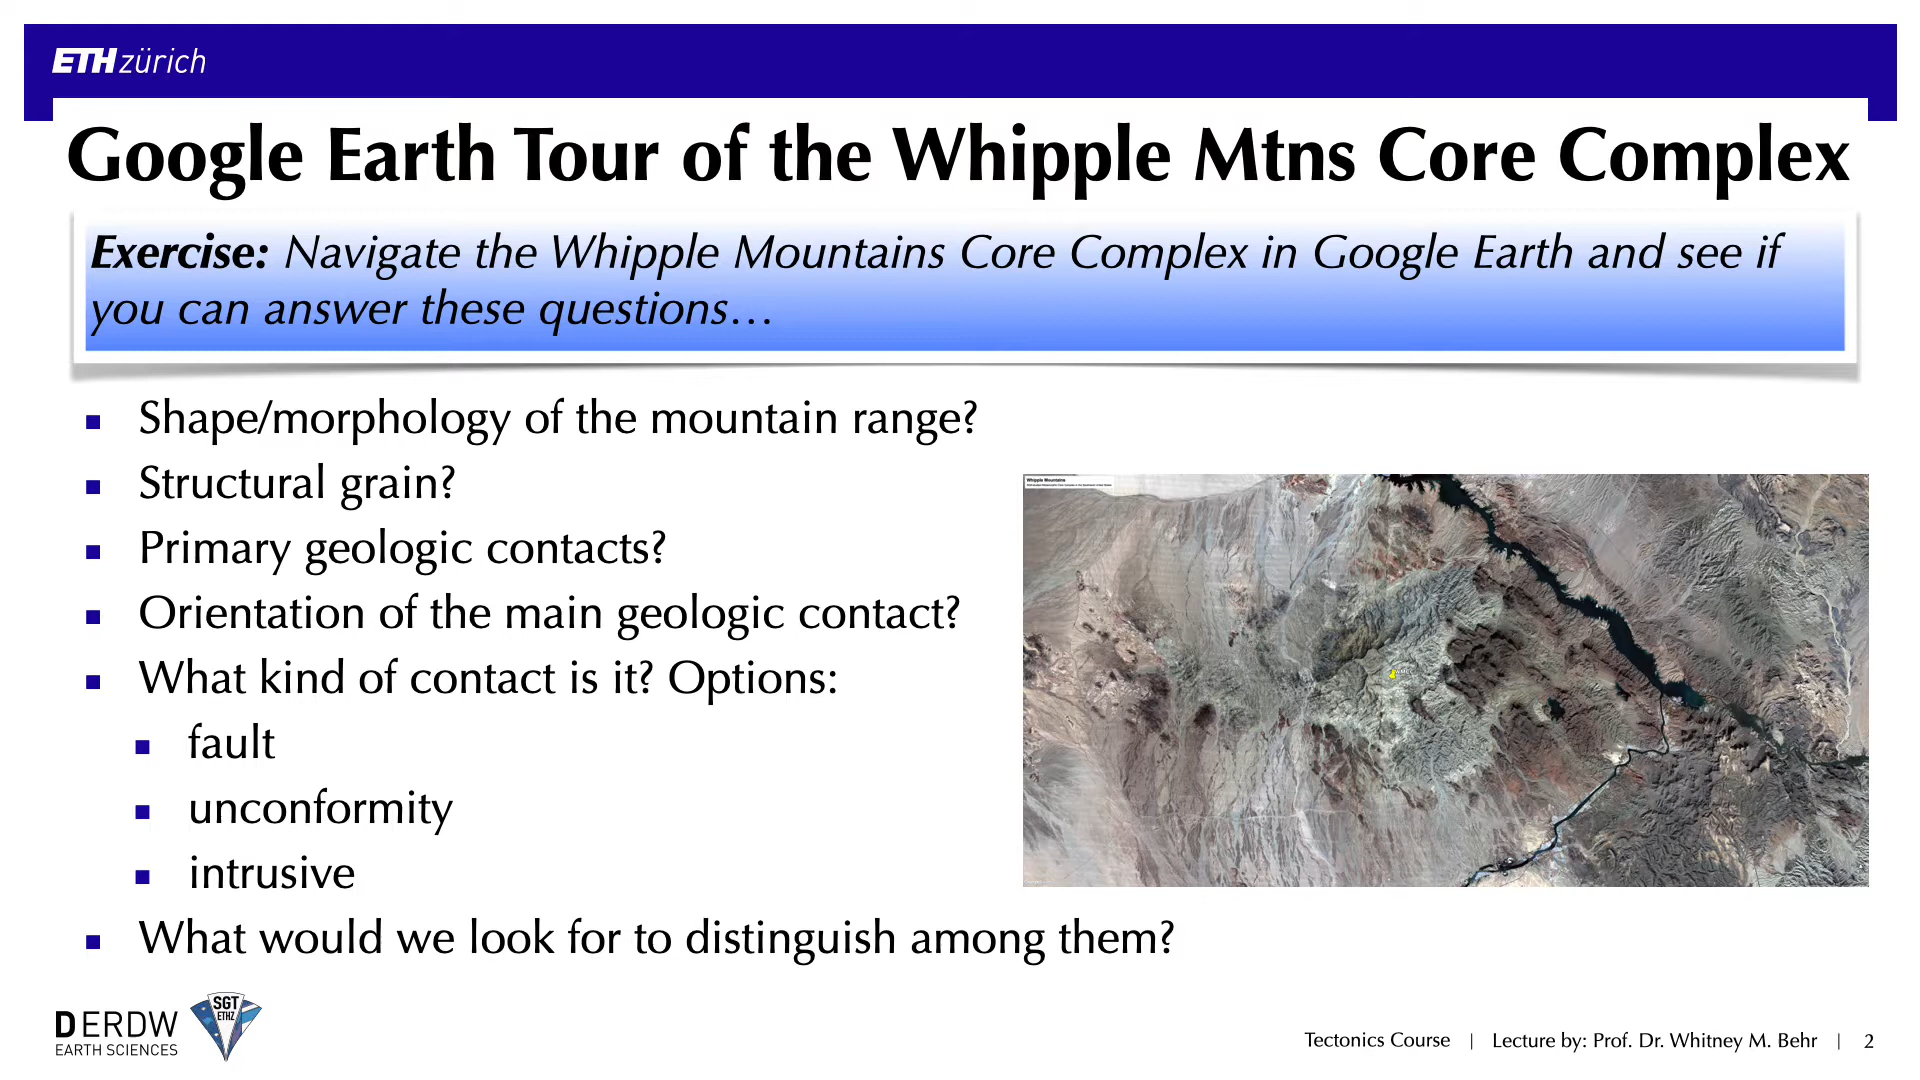 ETH zürich
Google Earth Tour of the Whipple Mtns Core Complex
Exercise: Navigate the Whipple Mountains Core Complex in Google Earth and see if
you can answer these questions…
Shape/morphology of the mountain range?
Structural grain?
Primary geologic contacts?
Orientation of the main geologic contact?
What kind of contact is it? Options:
fault
unconformity
intrusive
What would we look for to distinguish among them?
Whipple Mountains
SGT
ETHZ
DERDW
EARTH SCIENCES
Tectonics Course | Lecture by: Prof. Dr. Whitney M. Behr | 2